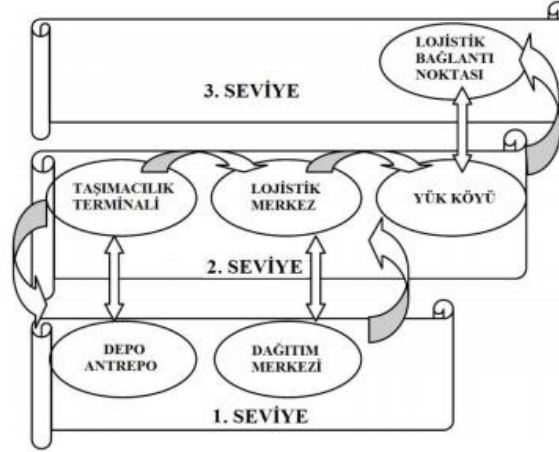 LOJİSTİK
BAĞLANTI
NOKTASI
3. SEVİYE
TAŞIMACILIK
TERMİNALİ
LOJİSTİK
MERKEZ
YÜK KÖYÜ
2. SEVİYE
DEPO
ANTREPO
DAĞITIM
MERKEZİ
1. SEVİYE